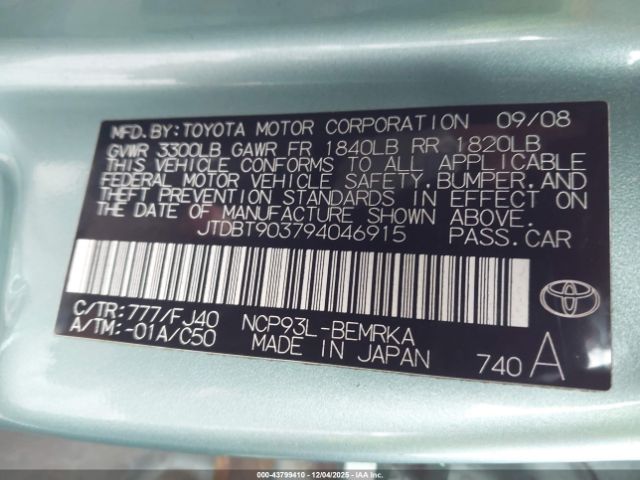 MFD.BY: TOYOTA MOTOR CORPORATION 09/08
GVWR 3300LB GAWR FR 1840LB RR 1820LB
THIS VEHICLE CONFORMS TO ALL APPLICABLE
FEDERAL MOTOR VEHICLE SAFETY, BUMPER, AND
THEFT PREVENTION STANDARDS IN EFFECT ON
THE DATE OF MANUFACTURE SHOWN ABOVE.
JTDBT903794046915 PASS.CAR
C/TR: 777/FJ40 NCP93L-BEMRKA
A/TM: -01A/C50 MADE IN JAPAN 740 A
000-43799410 - 12/04/2025 - IAAI.COM